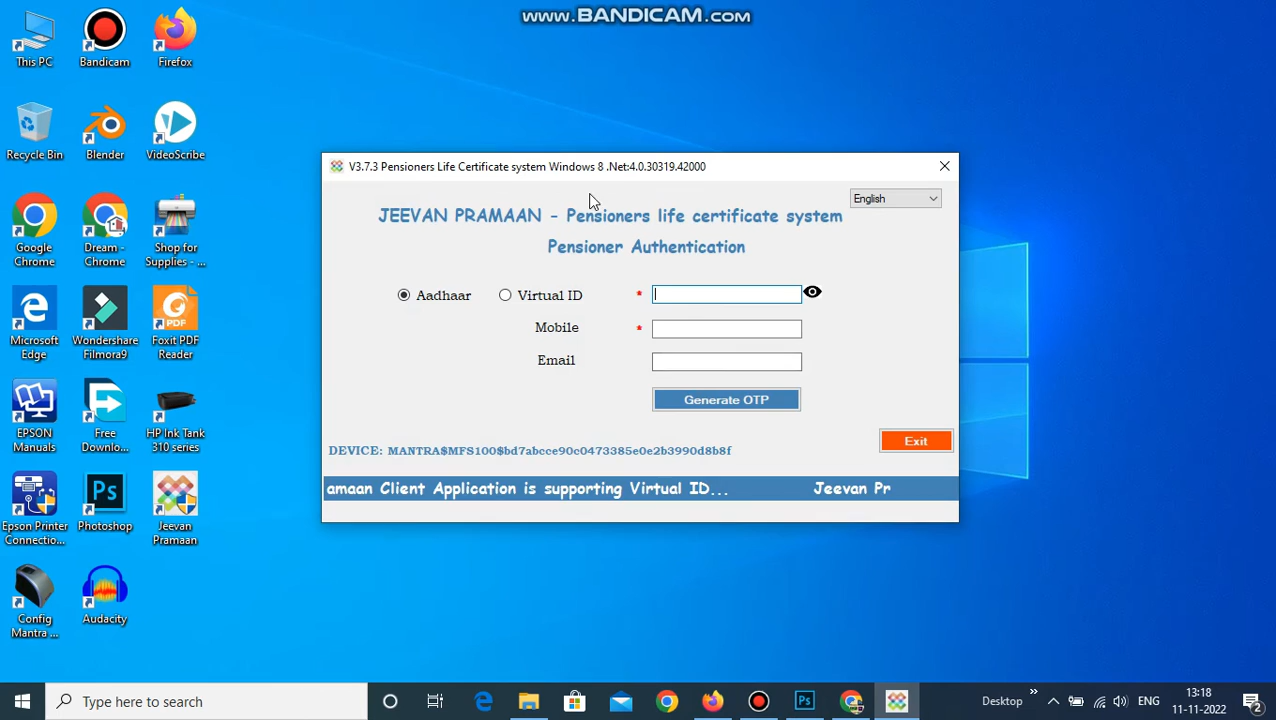 www.BANDICAM.com
This PC
Bandicam
Firefox
Recycle Bin
Blender
VideoScribe
Google
Chrome
Dream -
Chrome
Shop for
Supplies - ...
Microsoft
Edge
Wondershare
Filmora9
Foxit PDF
Reader
PDF
EPSON
Manuals
Free
Downlo...
HP Ink Tank
310 series
Epson Printer
Connectio...
Ps
Photoshop
Jeevan
Pramaan
Config
Mantra ...
Audacity
V3.7.3 Pensioners Life Certificate system Windows 8 .Net:4.0.30319.42000
English
JEEVAN PRAMAAN - Pensioners life certificate system
Pensioner Authentication
Aadhaar
Virtual ID
*
Mobile
*
Email
Generate OTP
Exit
DEVICE: MANTRA$MFS100$bd7abcce90c0473385e0e2b3990d8b8f
amaan Client Application is supporting Virtual ID... Jeevan Pr
Type here to search
Ps
Desktop
»
ENG
13:18
11-11-2022
2